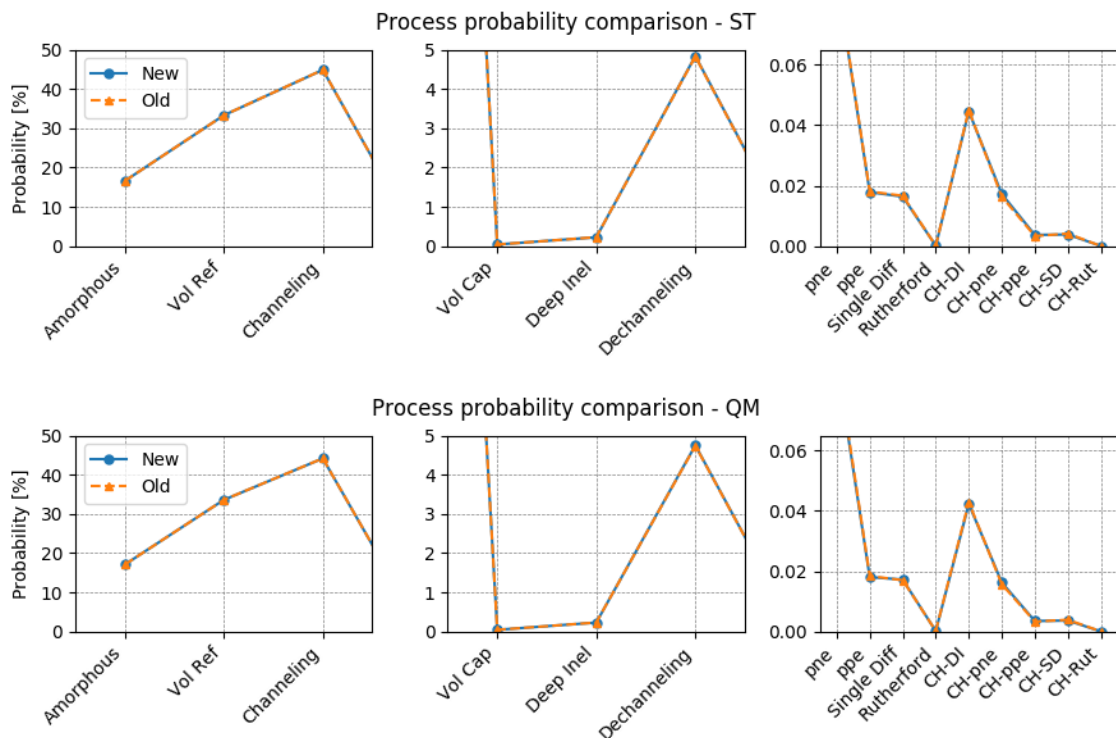 Process probability comparison - ST
Probability [%]
50
40
30
20
10
0
New
Old
Amorphous
Vol Ref
Channeling
5
4
3
2
1
0
Vol Cap
Deep Inel
Dechanneling
0.06
0.04
0.02
0.00
pne
ppe
Single Diff
Rutherford
CH-DI
CH-pne
CH-ppe
CH-SD
CH-Rut
Process probability comparison - QM
Probability [%]
50
40
30
20
10
0
New
Old
Amorphous
Vol Ref
Channeling
5
4
3
2
1
0
Vol Cap
Deep Inel
Dechanneling
0.06
0.04
0.02
0.00
pne
ppe
Single Diff
Rutherford
CH-DI
CH-pne
CH-ppe
CH-SD
CH-Rut